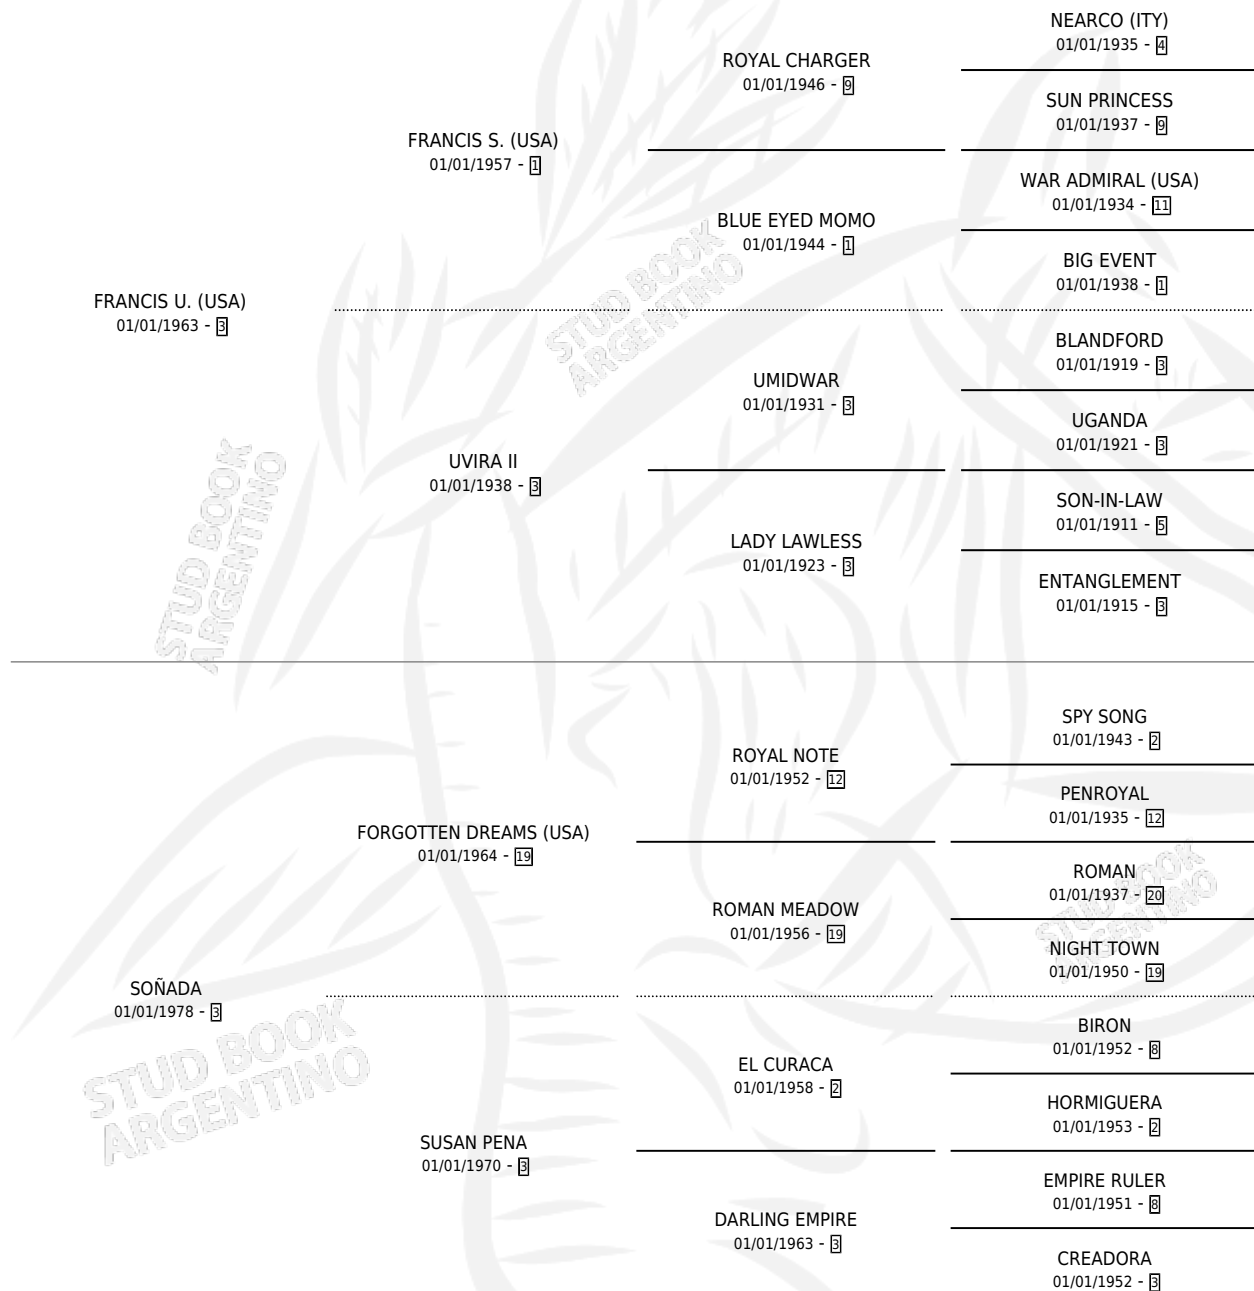 NEARCO (ITY)
01/01/1935 - 4
ROYAL CHARGER
01/01/1946 - 9
SUN PRINCESS
01/01/1937 - 9
FRANCIS S. (USA)
01/01/1957 - 1
WAR ADMIRAL (USA)
01/01/1934 - 11
BLUE EYED MOMO
01/01/1944 - 1
BIG EVENT
01/01/1938 - 1
FRANCIS U. (USA)
01/01/1963 - 3
BLANDFORD
01/01/1919 - 3
UMIDWAR
01/01/1931 - 3
UGANDA
01/01/1921 - 3
UVIRA II
01/01/1938 - 3
SON-IN-LAW
01/01/1911 - 5
LADY LAWLESS
01/01/1923 - 3
ENTANGLEMENT
01/01/1915 - 3
SPY SONG
01/01/1943 - 2
ROYAL NOTE
01/01/1952 - 12
PENROYAL
01/01/1935 - 12
FORGOTTEN DREAMS (USA)
01/01/1964 - 19
ROMAN
01/01/1937 - 20
ROMAN MEADOW
01/01/1956 - 19
NIGHT TOWN
01/01/1950 - 19
SOÑADA
01/01/1978 - 3
BIRON
01/01/1952 - 8
EL CURACA
01/01/1958 - 2
HORMIGUERA
01/01/1953 - 2
SUSAN PENA
01/01/1970 - 3
EMPIRE RULER
01/01/1951 - 8
DARLING EMPIRE
01/01/1963 - 3
CREADORA
01/01/1952 - 3
STUD BOOK
ARGENTINO
STUD BOOK
ARGENTINO
STUD BOOK
ARGENTINO
STUD BOOK
ARGENTINO